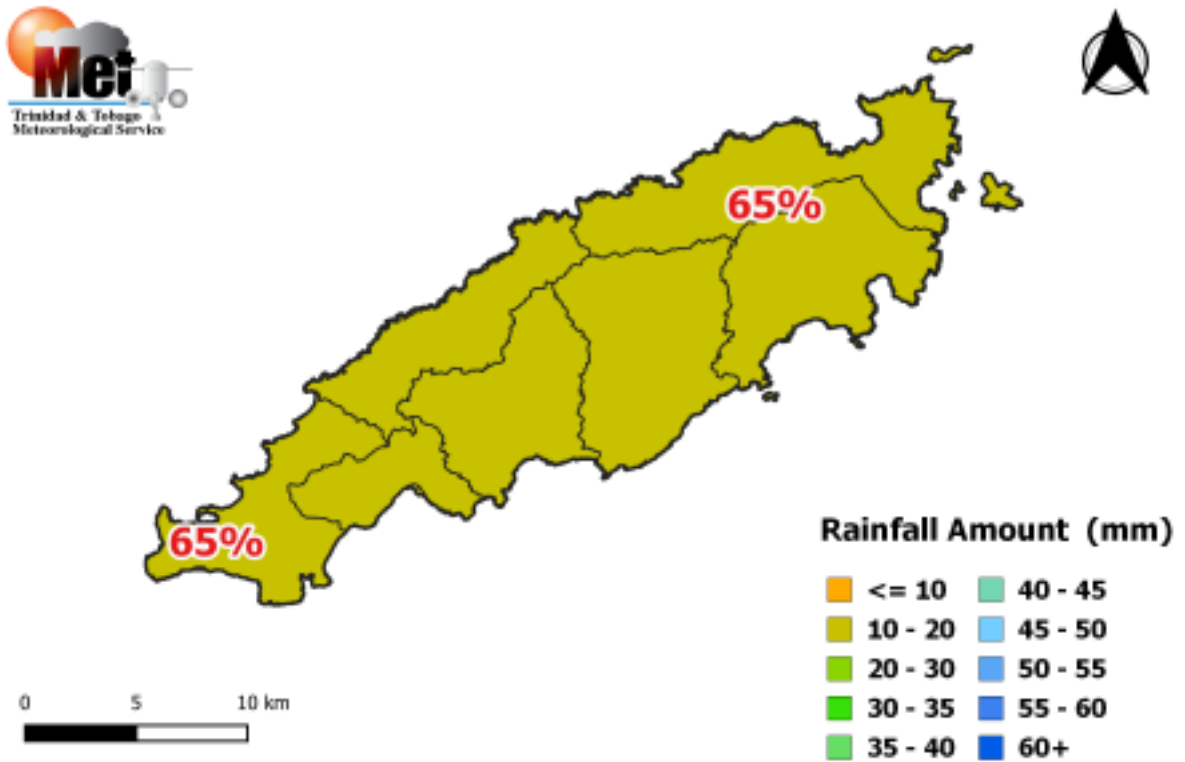 Met
Trinidad & Tobago
Meteorological Service
65%
65%
Rainfall Amount (mm)
<= 10
10 - 20
20 - 30
30 - 35
35 - 40
40 - 45
45 - 50
50 - 55
55 - 60
60+
0 5 10 km